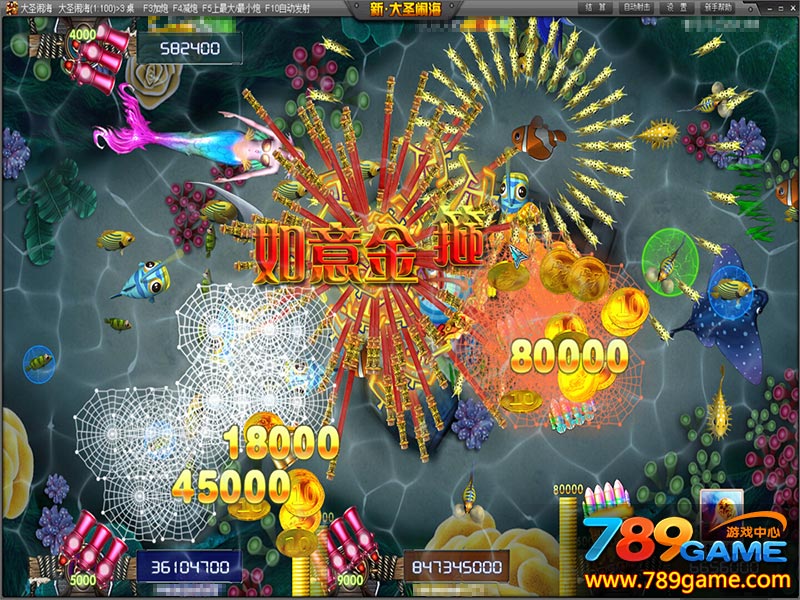 大圣闹海 大圣闹海(1:100)>3 桌 F3加炮 F4减炮 F5上最大/最小炮 F10自动发射
新·大圣闹海
结 算 自动射击 设 置 新手帮助
4000
582400
如意金箍
10
80000
10
18000
45000
10
80000
5000
36104700
9000
847345000
789GAME
游戏中心
www.789game.com